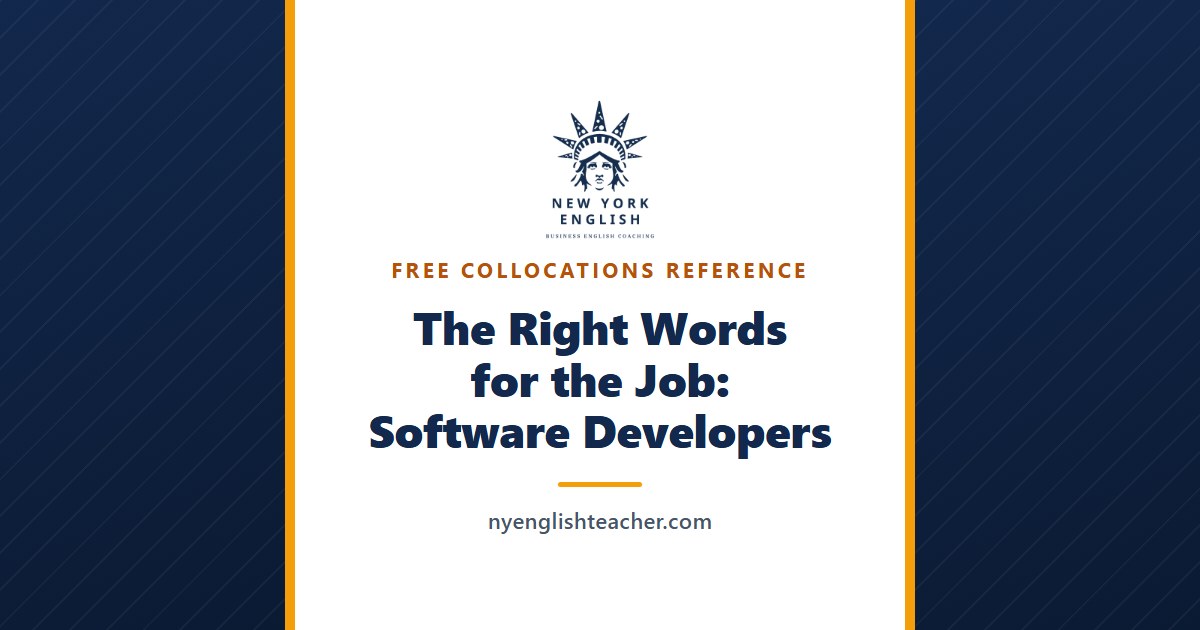 NEW YORK
ENGLISH
BUSINESS ENGLISH COACHING
FREE COLLOCATIONS REFERENCE
The Right Words
for the Job:
Software Developers
nyenglishteacher.com